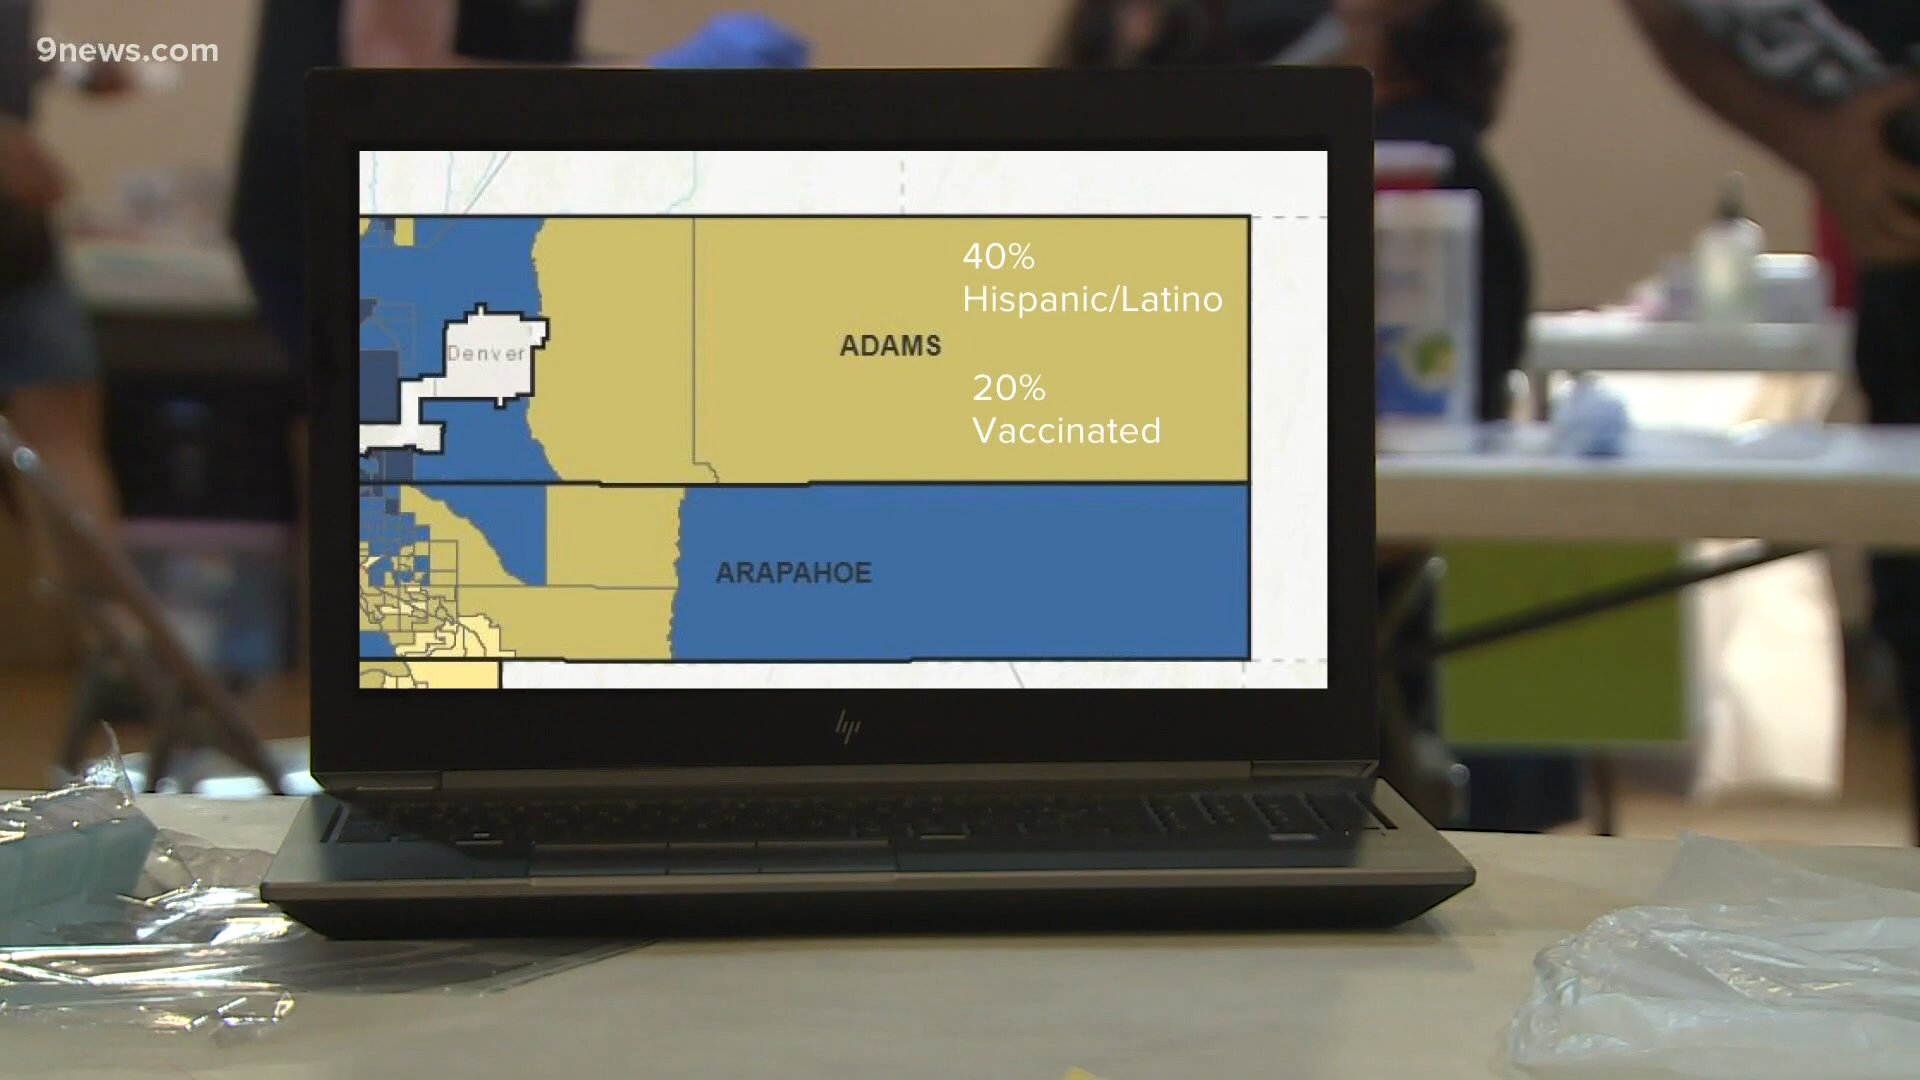 9news.com
40%
Hispanic/Latino
Denver
ADAMS
20%
Vaccinated
ARAPAHOE
hp